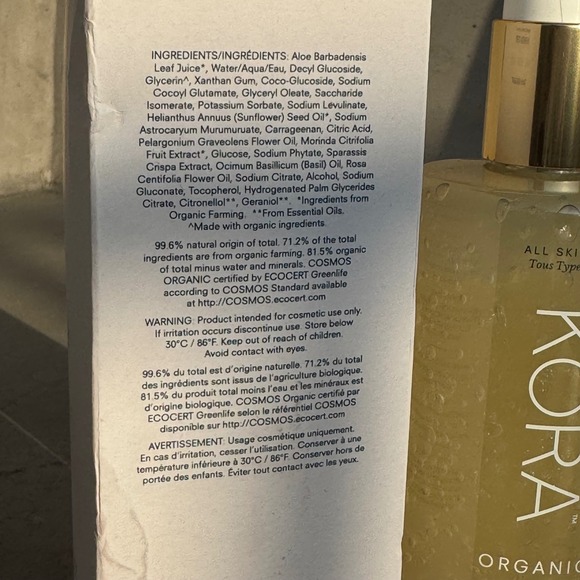 INGREDIENTS/INGRÉDIENTS: Aloe Barbadensis
Leaf Juice*, Water/Aqua/Eau, Decyl Glucoside,
Glycerin^, Xanthan Gum, Coco-Glucoside, Sodium
Cocoyl Glutamate, Glyceryl Oleate, Saccharide
Isomerate, Potassium Sorbate, Sodium Levulinate,
Helianthus Annuus (Sunflower) Seed Oil*, Sodium
Astrocaryum Murumuruate, Carrageenan, Citric Acid,
Pelargonium Graveolens Flower Oil, Morinda Citrifolia
Fruit Extract*, Glucose, Sodium Phytate, Sparassis
Crispa Extract, Ocimum Basilicum (Basil) Oil, Rosa
Centifolia Flower Oil, Sodium Citrate, Alcohol, Sodium
Gluconate, Tocopherol, Hydrogenated Palm Glycerides
Citrate, Citronellol**, Geraniol**. *Ingredients from
Organic Farming. **From Essential Oils.
^Made with organic ingredients.
99.6% natural origin of total. 71.2% of the total
ingredients are from organic farming. 81.5% organic
of total minus water and minerals. COSMOS
ORGANIC certified by ECOCERT Greenlife
according to COSMOS Standard available
at http://COSMOS.ecocert.com
WARNING: Product intended for cosmetic use only.
If irritation occurs discontinue use. Store below
30°C / 86°F. Keep out of reach of children.
Avoid contact with eyes.
99.6% du total est d'origine naturelle. 71.2% du total
des ingrédients sont issus de l'agriculture biologique.
81.5% du produit total moins l'eau et les minéraux est
d'origine biologique. COSMOS Organic certifié par
ECOCERT Greenlife selon le référentiel COSMOS
disponible sur http://COSMOS.ecocert.com
AVERTISSEMENT: Usage cosmétique uniquement.
En cas d'irritation, cesser l'utilisation. Conserver à une
température inférieure à 30°C / 86°F. Conserver hors de
portée des enfants. Éviter tout contact avec les yeux.
ALL SKI
Tous Type
KORA™
ORGANIC